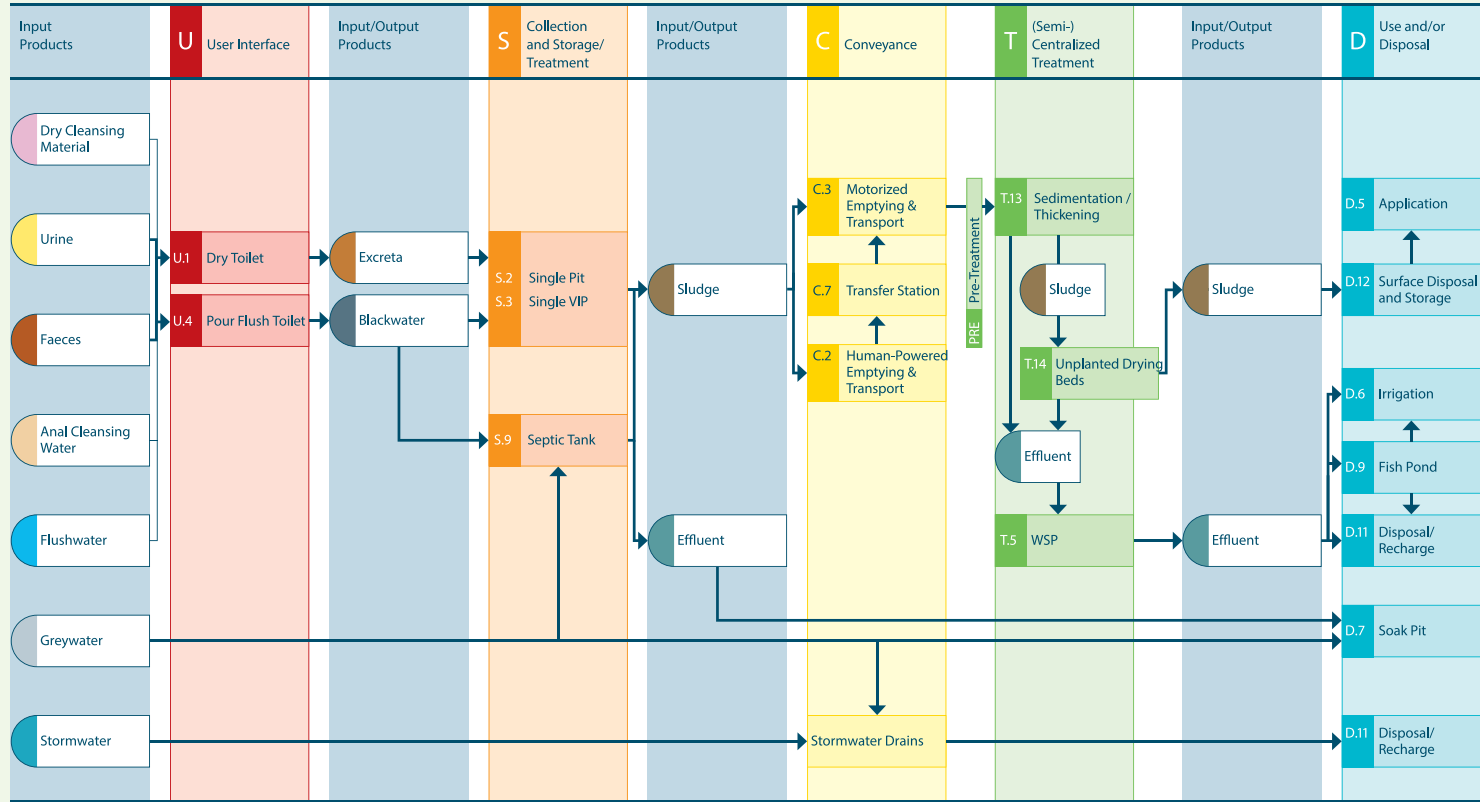 Input
Products
U
User Interface
Input/Output
Products
S
Collection
and Storage/
Treatment
Input/Output
Products
C
Conveyance
T
(Semi-)
Centralized
Treatment
Input/Output
Products
D
Use and/or
Disposal
Dry Cleansing
Material
Urine
Faeces
Anal Cleansing
Water
Flushwater
Greywater
Stormwater
U.1
Dry Toilet
U.4
Pour Flush Toilet
Excreta
Blackwater
S.2
Single Pit
S.3
Single VIP
S.9
Septic Tank
Sludge
Effluent
C.3
Motorized
Emptying &
Transport
C.7
Transfer Station
C.2
Human-Powered
Emptying &
Transport
Stormwater Drains
PRE
Pre-Treatment
T.13
Sedimentation /
Thickening
Sludge
T.14
Unplanted Drying
Beds
Effluent
T.5
WSP
Sludge
Effluent
D.5
Application
D.12
Surface Disposal
and Storage
D.6
Irrigation
D.9
Fish Pond
D.11
Disposal/
Recharge
D.7
Soak Pit
D.11
Disposal/
Recharge